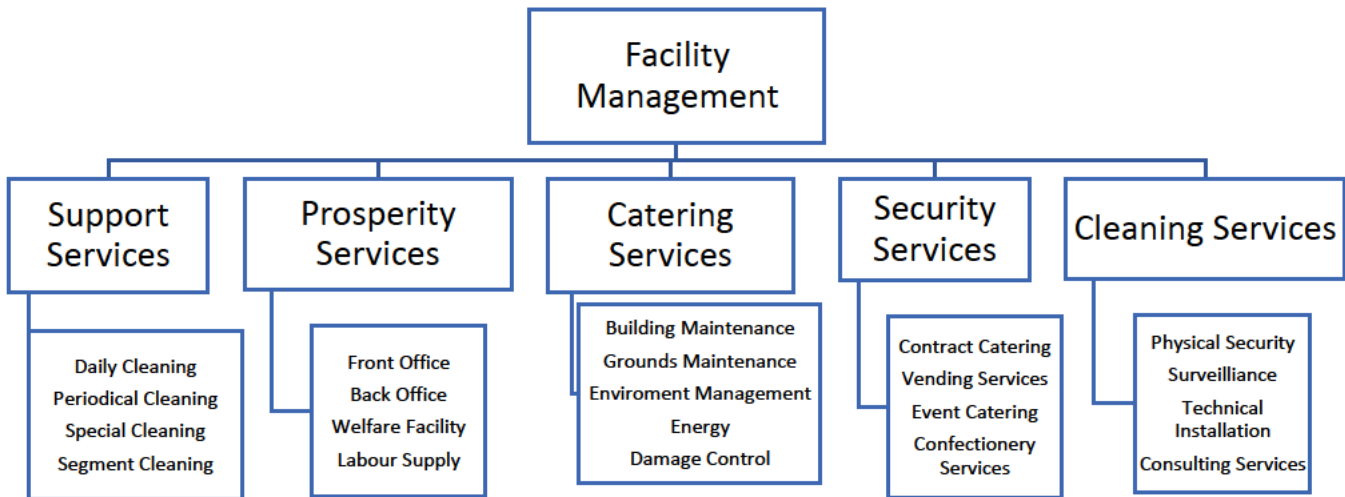 Facility
Management
Support
Services
Prosperity
Services
Catering
Services
Security
Services
Cleaning Services
Daily Cleaning
Periodical Cleaning
Special Cleaning
Segment Cleaning
Front Office
Back Office
Welfare Facility
Labour Supply
Building Maintenance
Grounds Maintenance
Enviroment Management
Energy
Damage Control
Contract Catering
Vending Services
Event Catering
Confectionery
Services
Physical Security
Surveilliance
Technical
Installation
Consulting Services